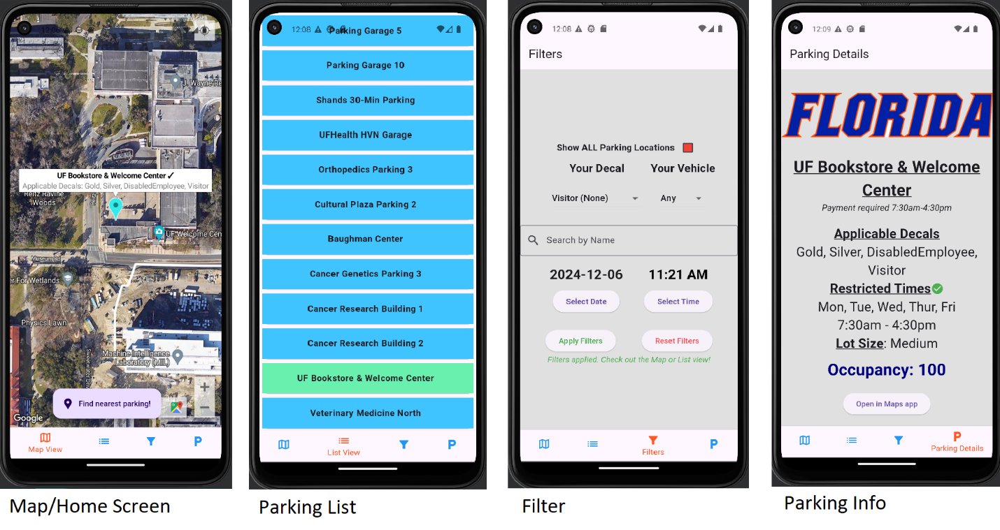 12:06
J. Wayne Re
UF Bookstore & Welcome Center ✓
Applicable Decals: Gold, Silver, DisabledEmployee, Visitor
Reitz Ravine
Woods
UF Welcome Cen
Museum Rd
er For Wetlands
Physics Lawn
Machine Intelligence
Laboratory (MIL)
Find nearest parking!
Google
Map View
P
Map/Home Screen
12:08
Parking Garage 5
Parking Garage 10
Shands 30-Min Parking
UFHealth HVN Garage
Orthopedics Parking 3
Cultural Plaza Parking 2
Baughman Center
Cancer Genetics Parking 3
Cancer Research Building 1
Cancer Research Building 2
UF Bookstore & Welcome Center
Veterinary Medicine North
List View
P
Parking List
12:08
Filters
Show ALL Parking Locations
Your Decal Your Vehicle
Visitor (None) Any
Search by Name
2024-12-06 11:21 AM
Select Date Select Time
Apply Filters Reset Filters
Filters applied. Check out the Map or List view!
Filters
P
Filter
12:09
Parking Details
FLORIDA
UF Bookstore & Welcome
Center
Payment required 7:30am-4:30pm
Applicable Decals
Gold, Silver, DisabledEmployee,
Visitor
Restricted Times
Mon, Tue, Wed, Thur, Fri
7:30am - 4:30pm
Lot Size: Medium
Occupancy: 100
Open in Maps app
P
Parking Details
Parking Info